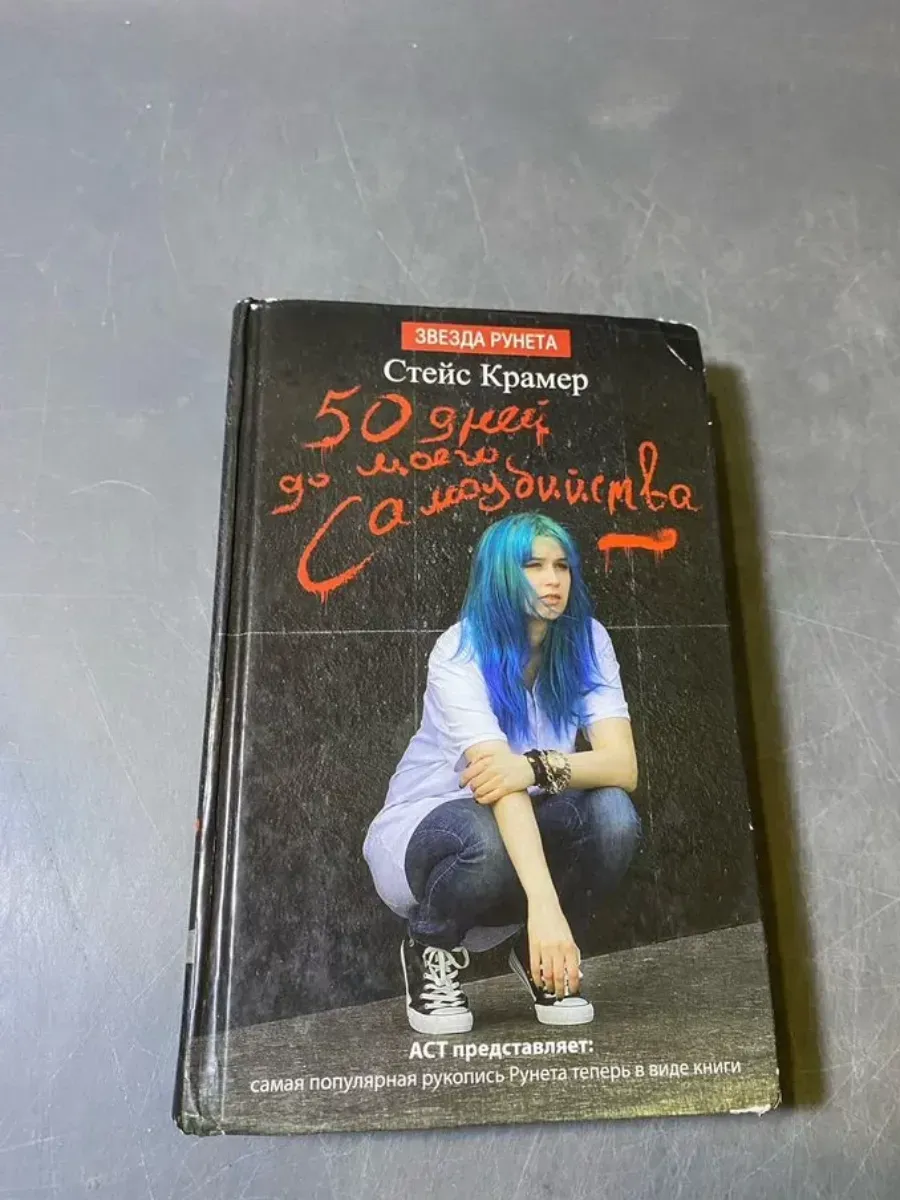 ЗВЕЗДА РУНЕТА
Стейс Крамер
50 дней
до моего
Самоубийства
АСТ представляет:
самая популярная рукопись Рунета теперь в виде книги